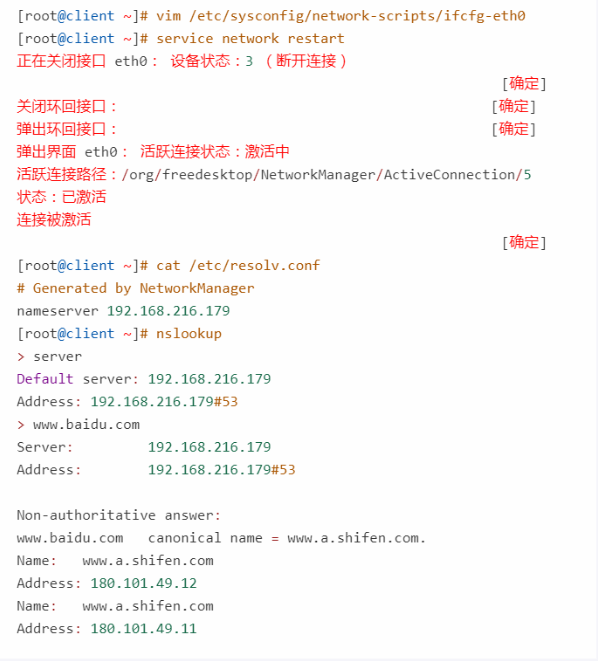 [root@client ~]# vim /etc/sysconfig/network-scripts/ifcfg-eth0
[root@client ~]# service network restart
正在关闭接口 eth0： 设备状态：3 （断开连接）
[确定]
关闭环回接口： [确定]
弹出环回接口： [确定]
弹出界面 eth0： 活跃连接状态：激活中
活跃连接路径：/org/freedesktop/NetworkManager/ActiveConnection/5
状态：已激活
连接被激活
[确定]
[root@client ~]# cat /etc/resolv.conf
# Generated by NetworkManager
nameserver 192.168.216.179
[root@client ~]# nslookup
> server
Default server: 192.168.216.179
Address: 192.168.216.179#53
> www.baidu.com
Server: 192.168.216.179
Address: 192.168.216.179#53
Non-authoritative answer:
www.baidu.com canonical name = www.a.shifen.com.
Name: www.a.shifen.com
Address: 180.101.49.12
Name: www.a.shifen.com
Address: 180.101.49.11